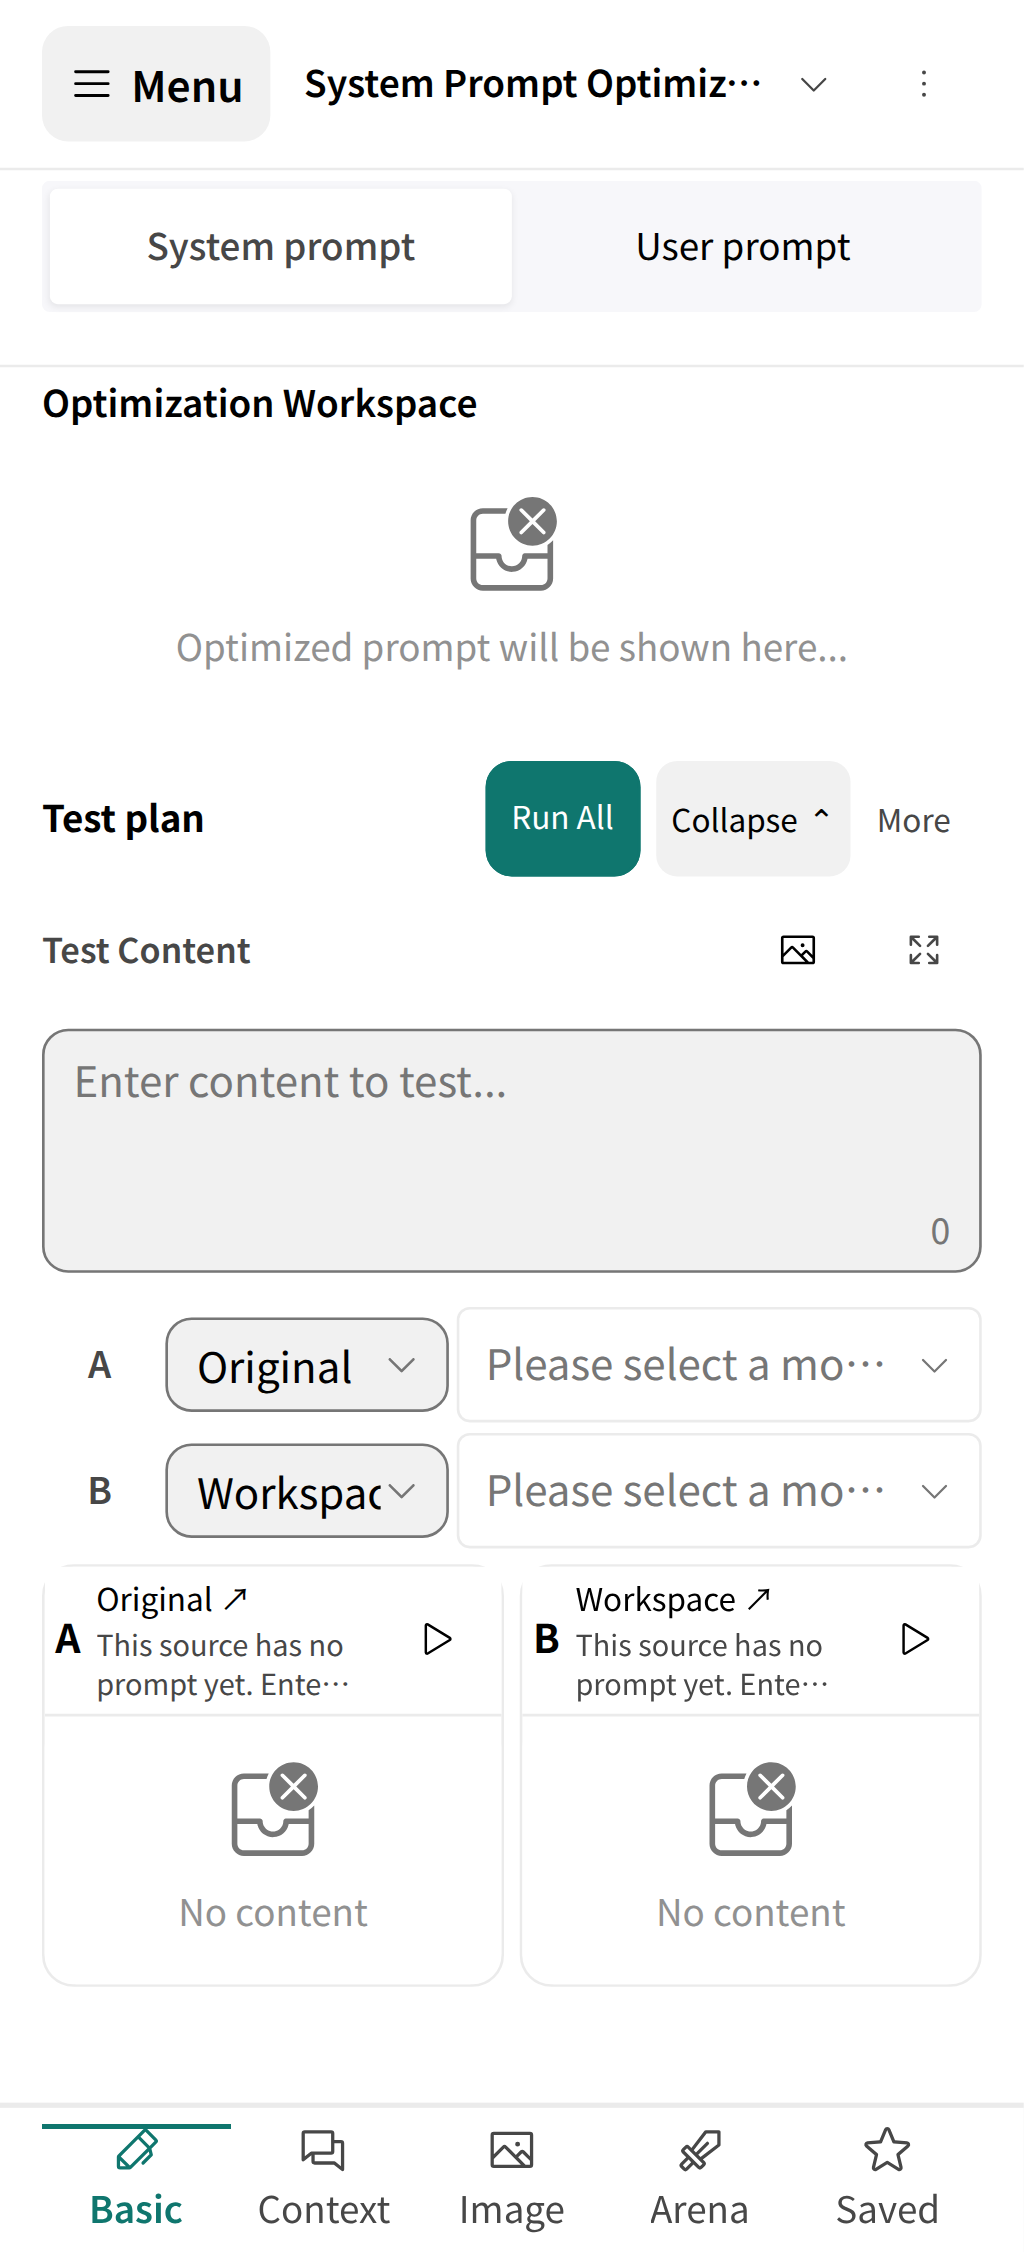 Menu
System Prompt Optimiz···
System prompt
User prompt
Optimization Workspace
Optimized prompt will be shown here...
Test plan
Run All
Collapse
More
Test Content
Enter content to test...
0
A
Original
Please select a mo···
B
Workspac
Please select a mo···
A
Original ↗
This source has no
prompt yet. Ente···
B
Workspace ↗
This source has no
prompt yet. Ente···
No content
No content
Basic
Context
Image
Arena
Saved